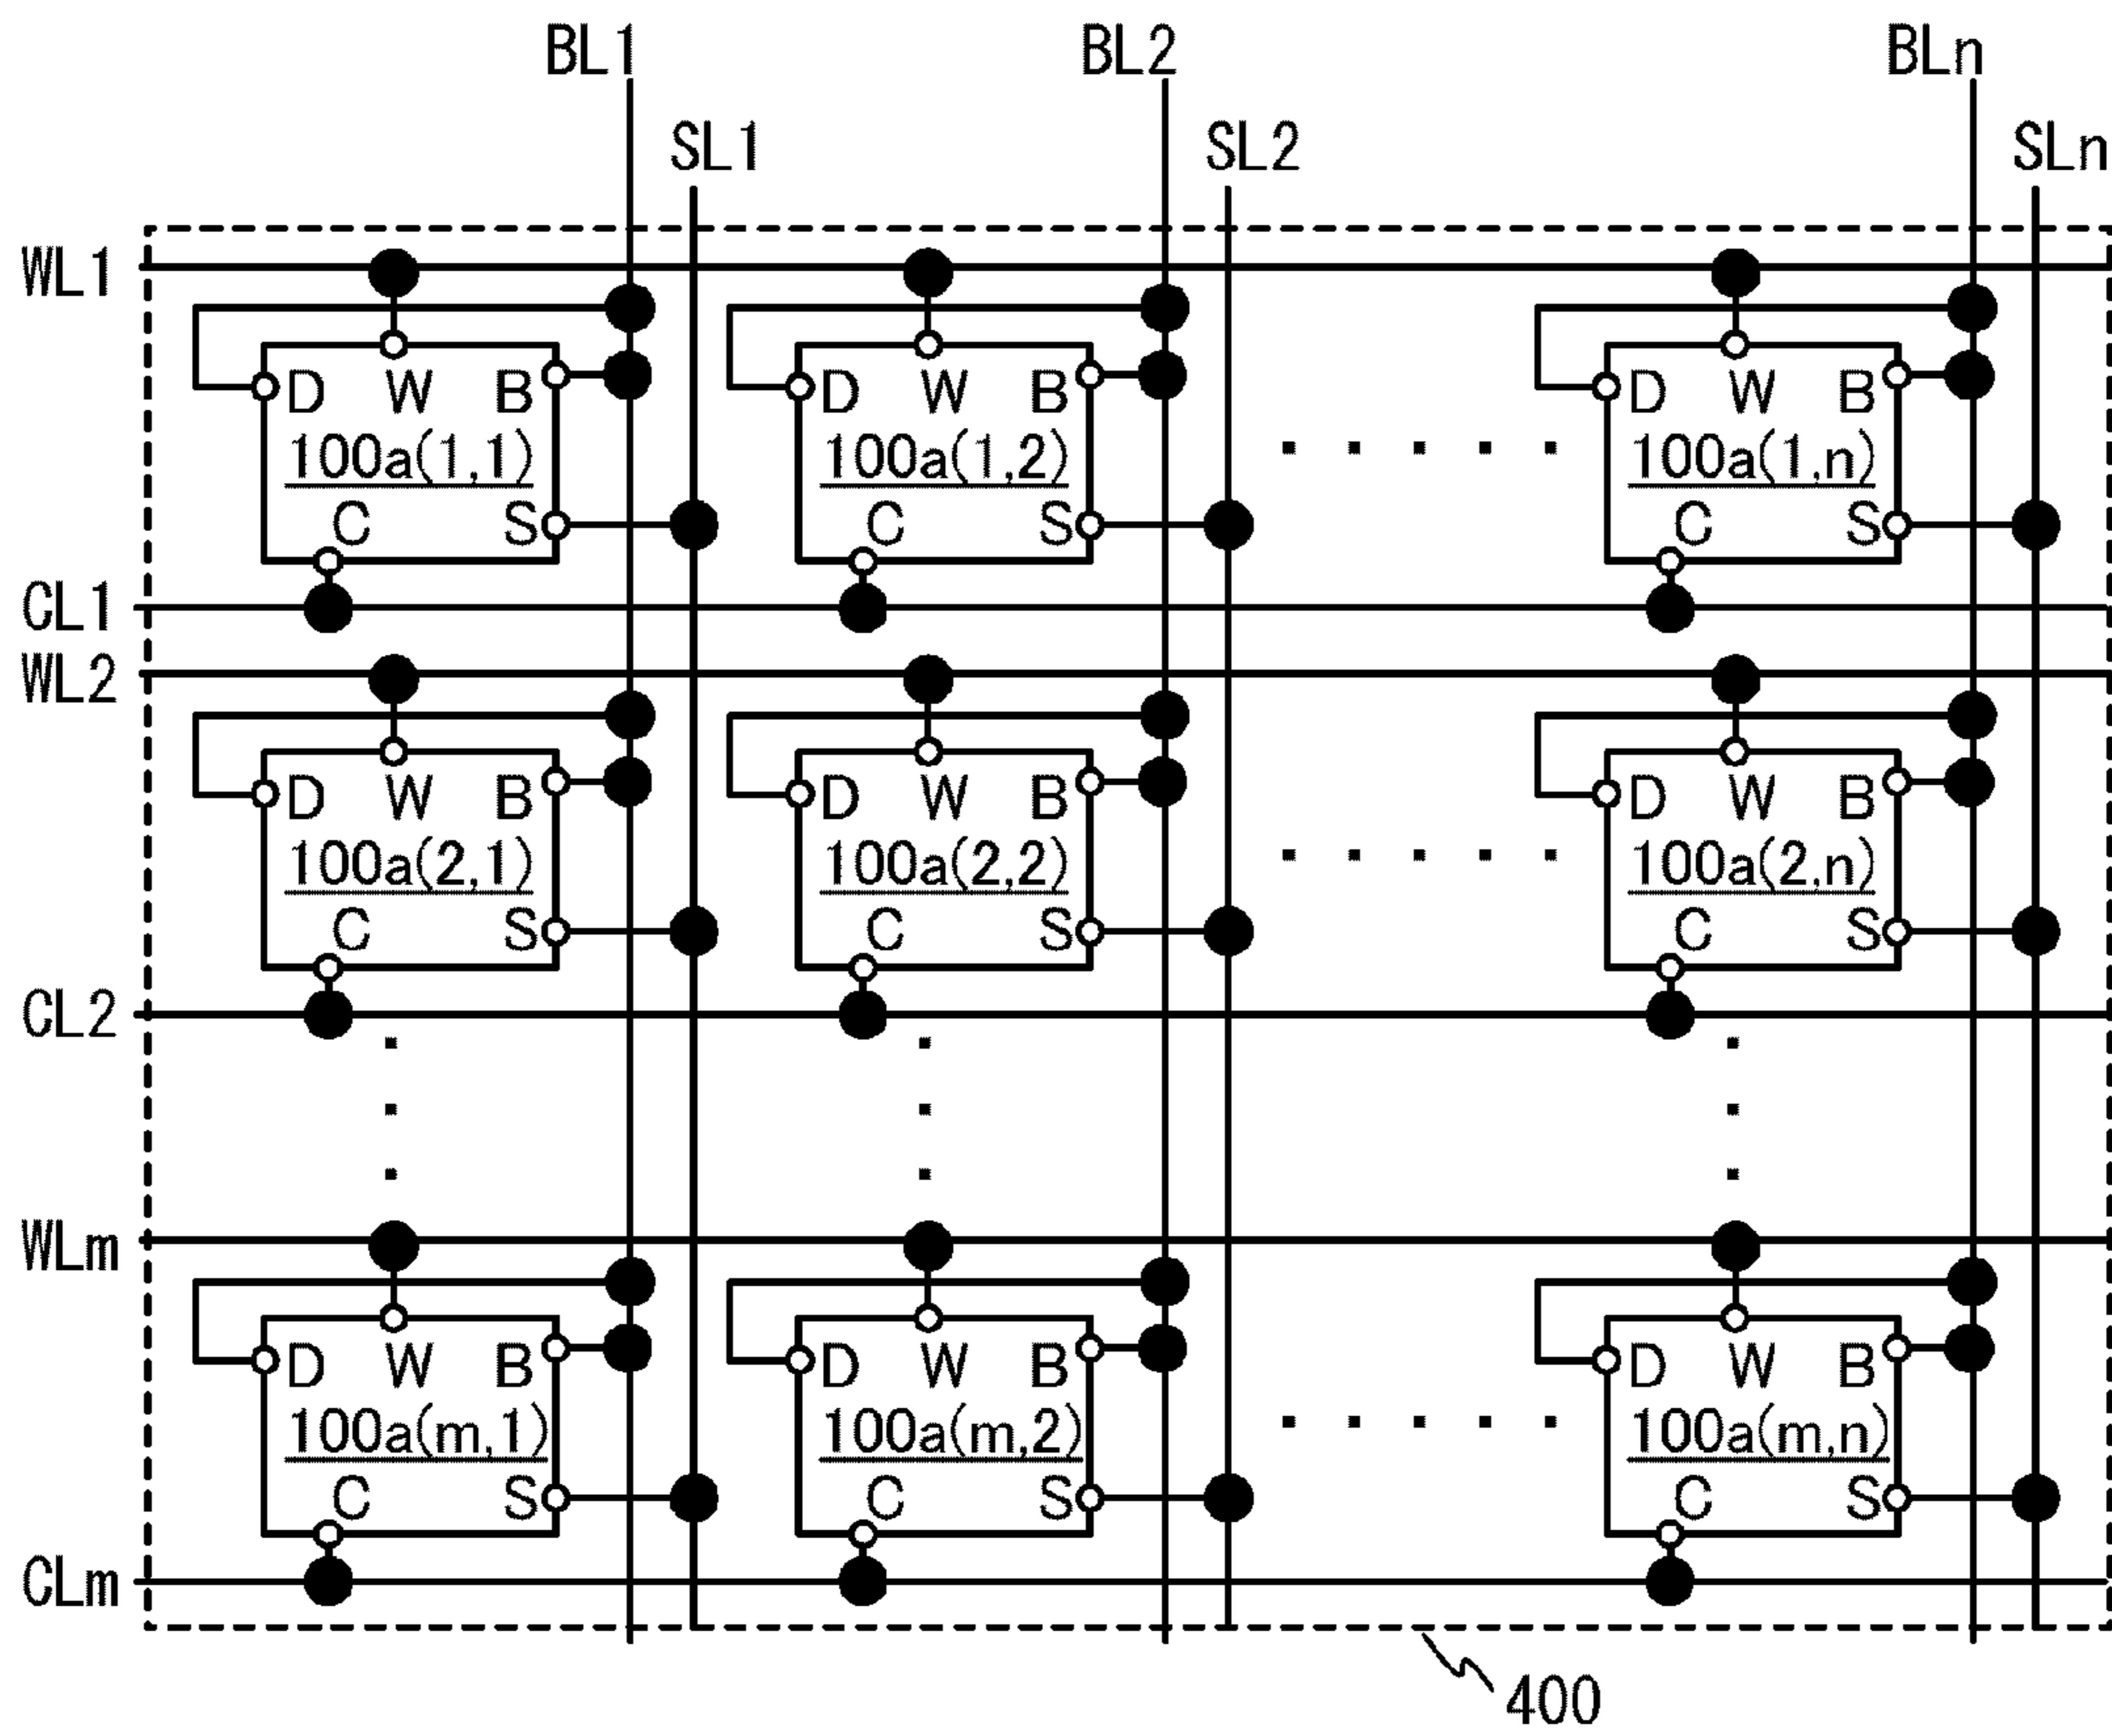 BL1 BL2 BLn
SL1 SL2 SLn
WL1
D W B D W B D W B
100a(1,1) 100a(1,2) ..... 100a(1,n)
C S C S C S
CL1
WL2
D W B D W B D W B
100a(2,1) 100a(2,2) ..... 100a(2,n)
C S C S C S
CL2
WLm
D W B D W B D W B
100a(m,1) 100a(m,2) ..... 100a(m,n)
C S C S C S
CLm
400